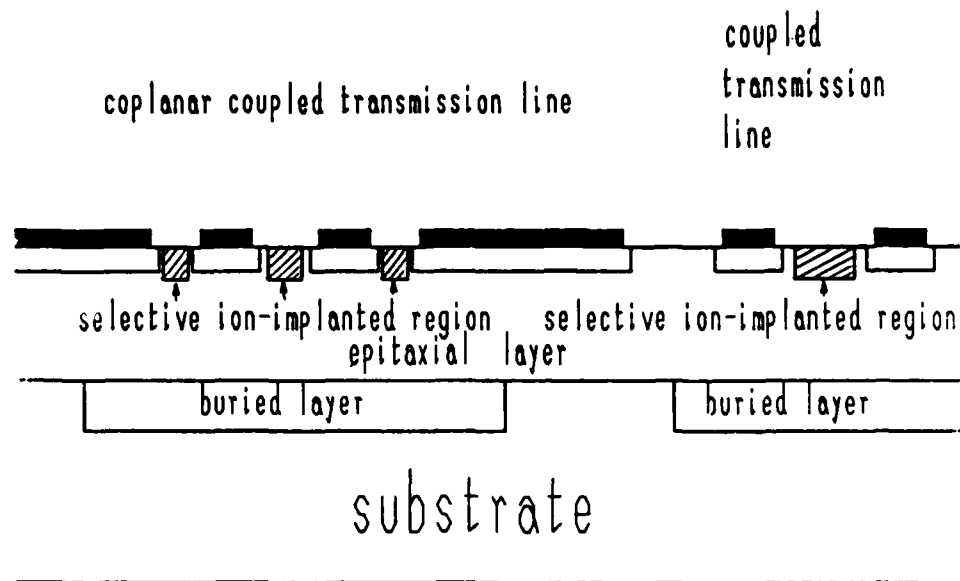 coplanar coupled transmission line
coupled
transmission
line
selective ion-implanted region
selective ion-implanted region
epitaxial layer
buried layer
buried layer
substrate